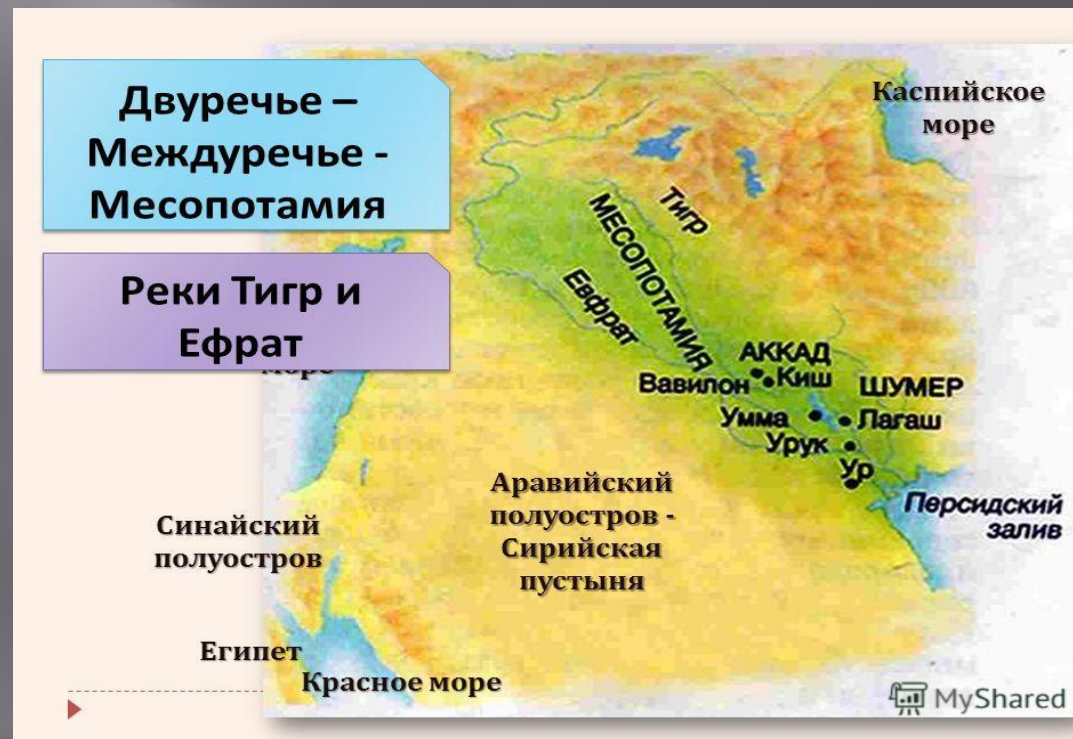 Двуречье –
Междуречье -
Месопотамия
Реки Тигр и
Ефрат
море
Каспийское
море
Тигр
МЕСОПОТАМИЯ
Евфрат
АККАД
Вавилон
Киш
ШУМЕР
Умма
Лагаш
Урук
Ур
Персидский
залив
Аравийский
полуостров -
Сирийская
пустыня
Синайский
полуостров
Египет
Красное море
MyShared